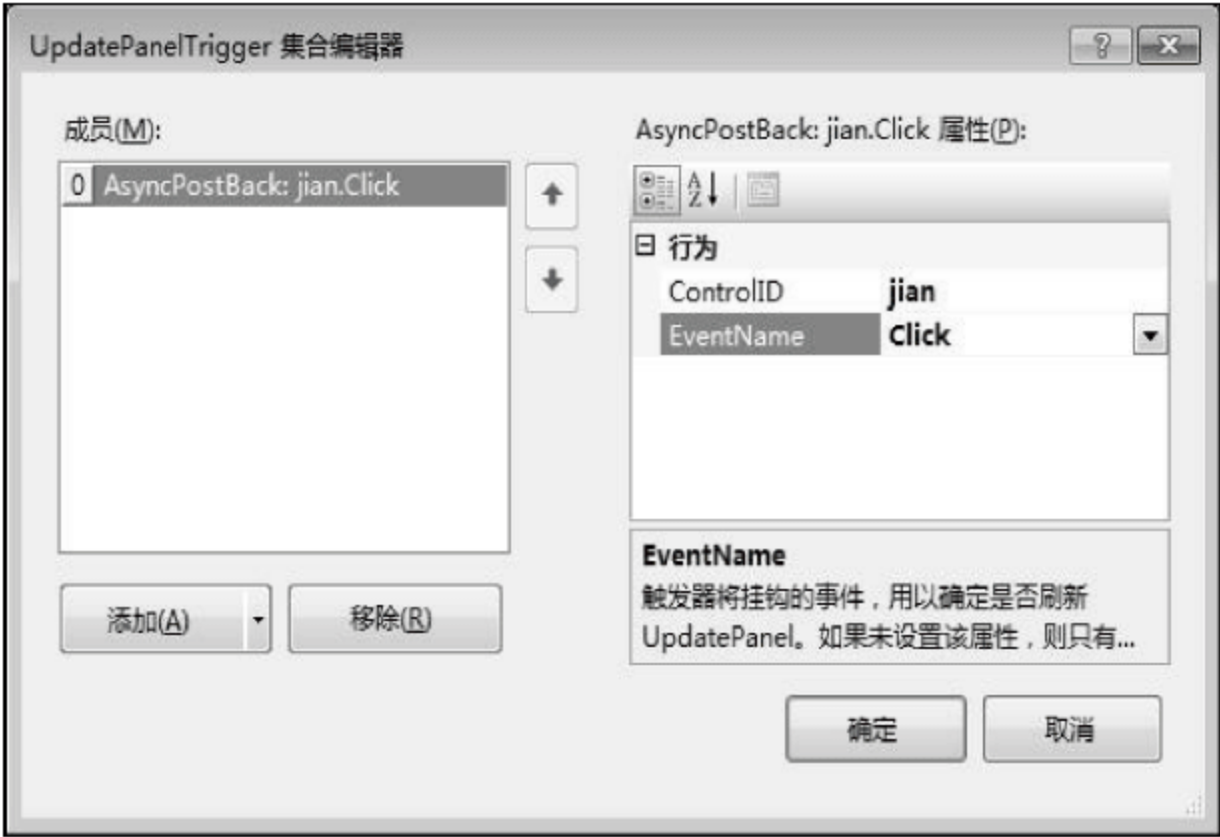 UpdatePanelTrigger 集合编辑器
成员(M):
0 AsyncPostBack: jian.Click
添加(A)
移除(R)
AsyncPostBack: jian.Click 属性(P):
行为
ControlID jian
EventName Click
EventName
触发器将挂钩的事件，用以确定是否刷新
UpdatePanel。如果未设置该属性，则只有...
确定
取消